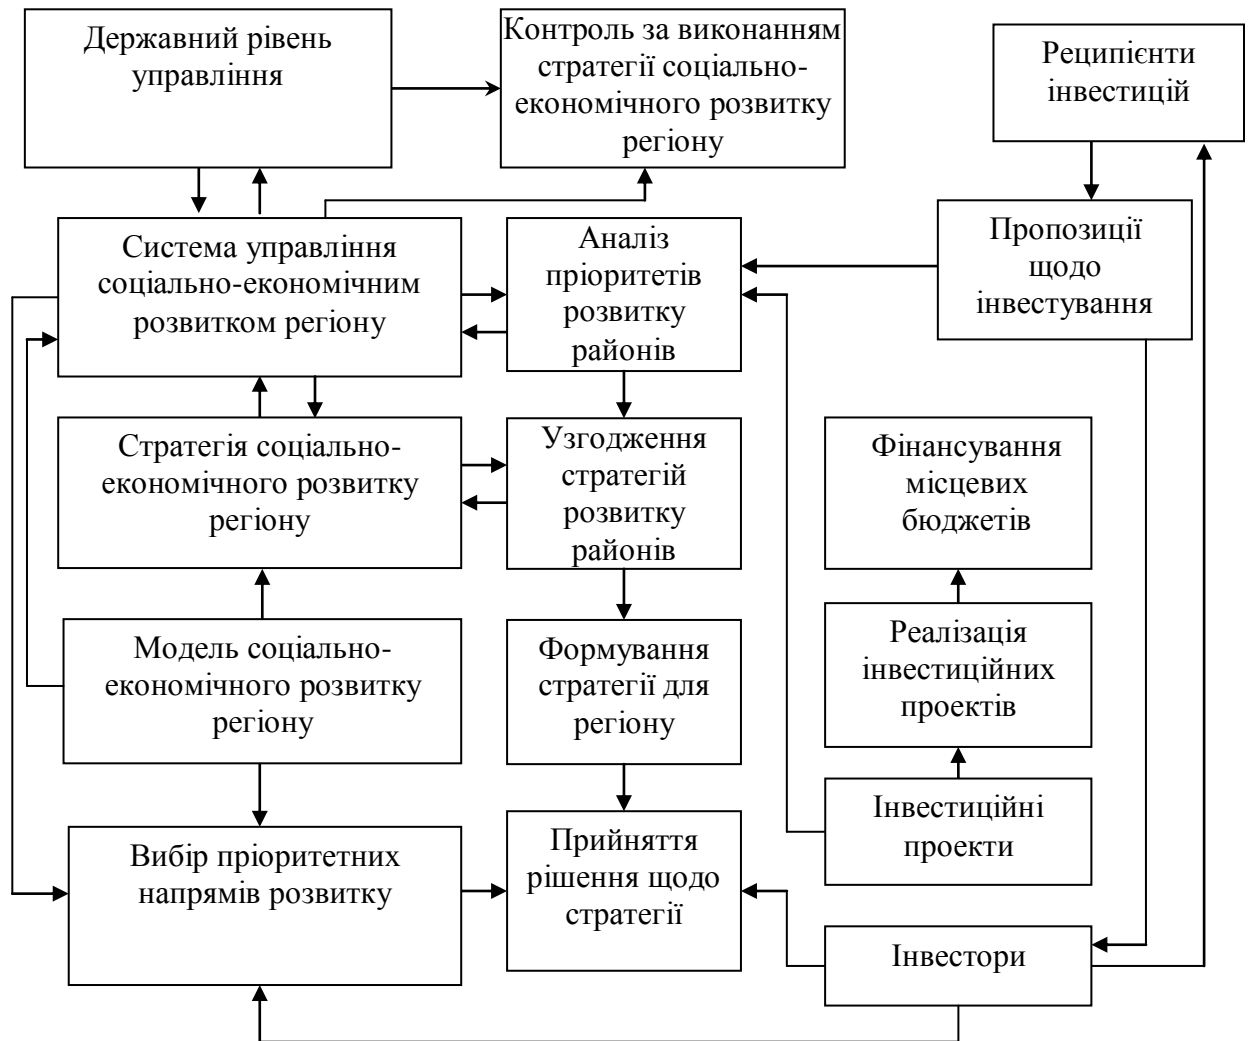 Державний рівень
управління
Контроль за виконанням
стратегії соціально-
економічного розвитку
регіону
Реципієнти
інвестицій
Система управління
соціально-економічним
розвитком регіону
Аналіз
пріоритетів
розвитку
районів
Пропозиції
щодо
інвестування
Стратегія соціально-
економічного розвитку
регіону
Узгодження
стратегій
розвитку
районів
Фінансування
місцевих
бюджетів
Модель соціально-
економічного розвитку
регіону
Формування
стратегії для
регіону
Реалізація
інвестиційних
проектів
Вибір пріоритетних
напрямів розвитку
Прийняття
рішення щодо
стратегії
Інвестиційні
проекти
Інвестори